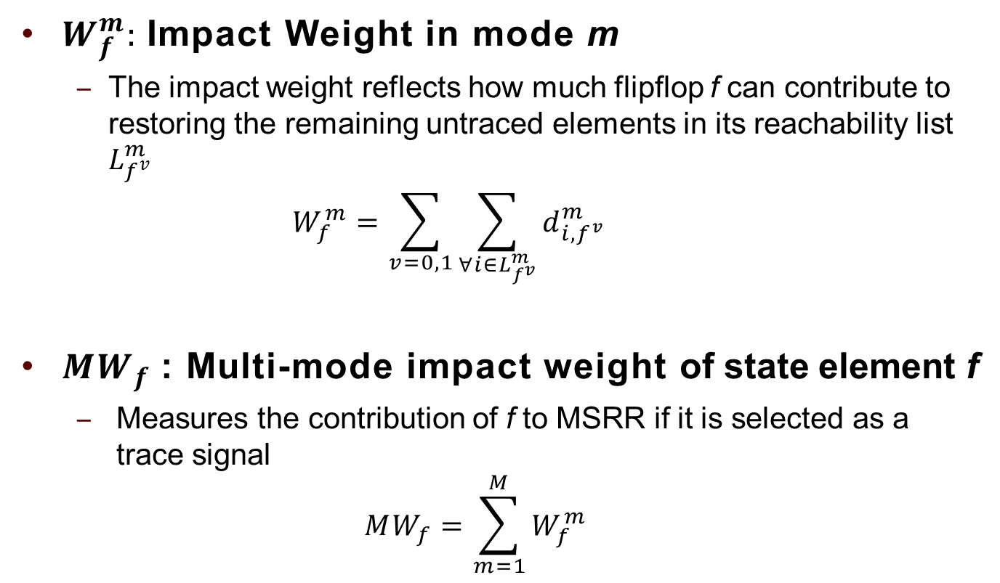 • $W_f^m$: Impact Weight in mode m
– The impact weight reflects how much flipflop f can contribute to
restoring the remaining untraced elements in its reachability list
$L_{f^v}^m$
$W_f^m = \sum_{v=0,1} \sum_{\forall i \in L_{f^v}^m} d_{i,f^v}^m$
• $MW_f$ : Multi-mode impact weight of state element f
– Measures the contribution of f to MSRR if it is selected as a
trace signal
$MW_f = \sum_{m=1}^{M} W_f^m$